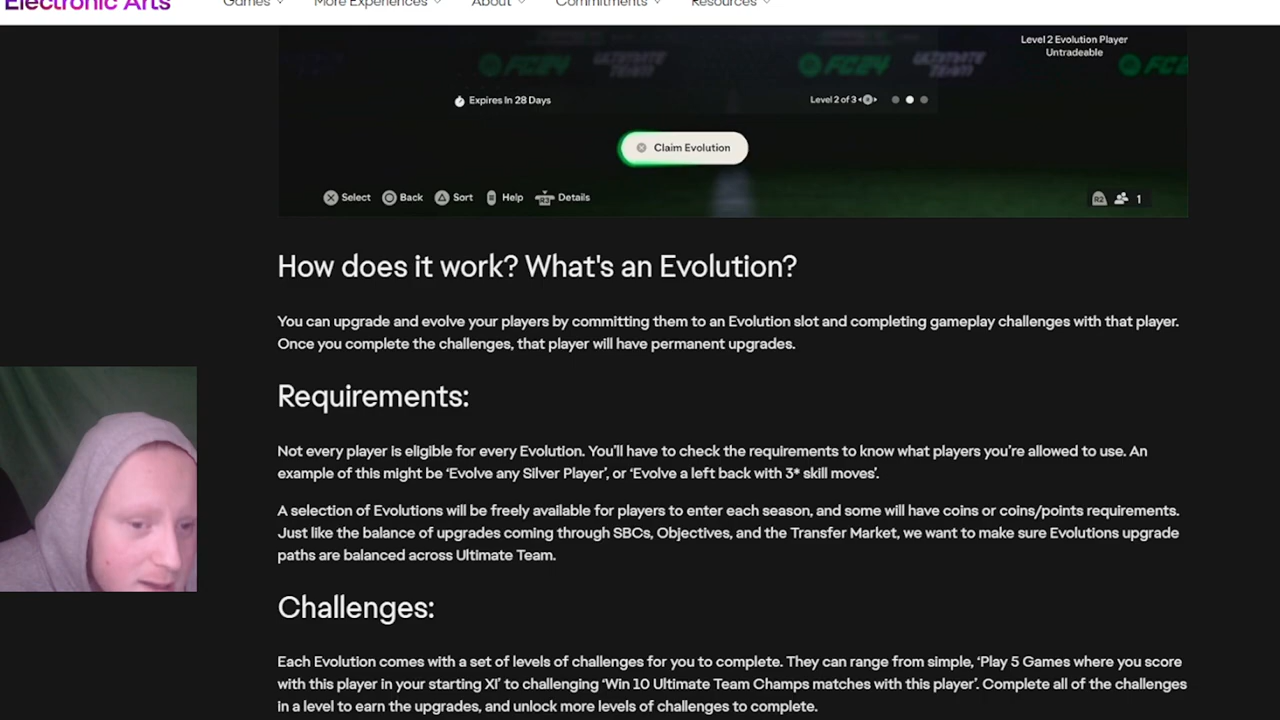 Electronic Arts Games More Experiences About Commitments Resources
Level 2 Evolution Player
Untradeable
FC24 ULTIMATE TEAM FC24 ULTIMATE TEAM
Expires In 28 Days Level 2 of 3
Claim Evolution
Select Back Sort Help R3 Details R2 1
How does it work? What's an Evolution?
You can upgrade and evolve your players by committing them to an Evolution slot and completing gameplay challenges with that player.
Once you complete the challenges, that player will have permanent upgrades.
Requirements:
Not every player is eligible for every Evolution. You'll have to check the requirements to know what players you're allowed to use. An
example of this might be 'Evolve any Silver Player', or 'Evolve a left back with 3* skill moves'.
A selection of Evolutions will be freely available for players to enter each season, and some will have coins or coins/points requirements.
Just like the balance of upgrades coming through SBCs, Objectives, and the Transfer Market, we want to make sure Evolutions upgrade
paths are balanced across Ultimate Team.
Challenges:
Each Evolution comes with a set of levels of challenges for you to complete. They can range from simple, 'Play 5 Games where you score
with this player in your starting XI' to challenging 'Win 10 Ultimate Team Champs matches with this player'. Complete all of the challenges
in a level to earn the upgrades, and unlock more levels of challenges to complete.